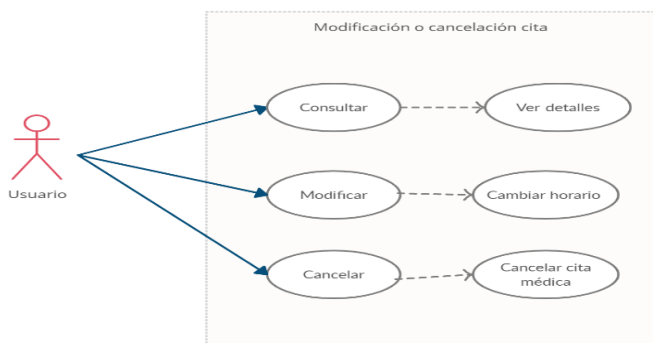 Modificación o cancelación cita
Consultar
Ver detalles
Usuario
Modificar
Cambiar horario
Cancelar
Cancelar cita
médica